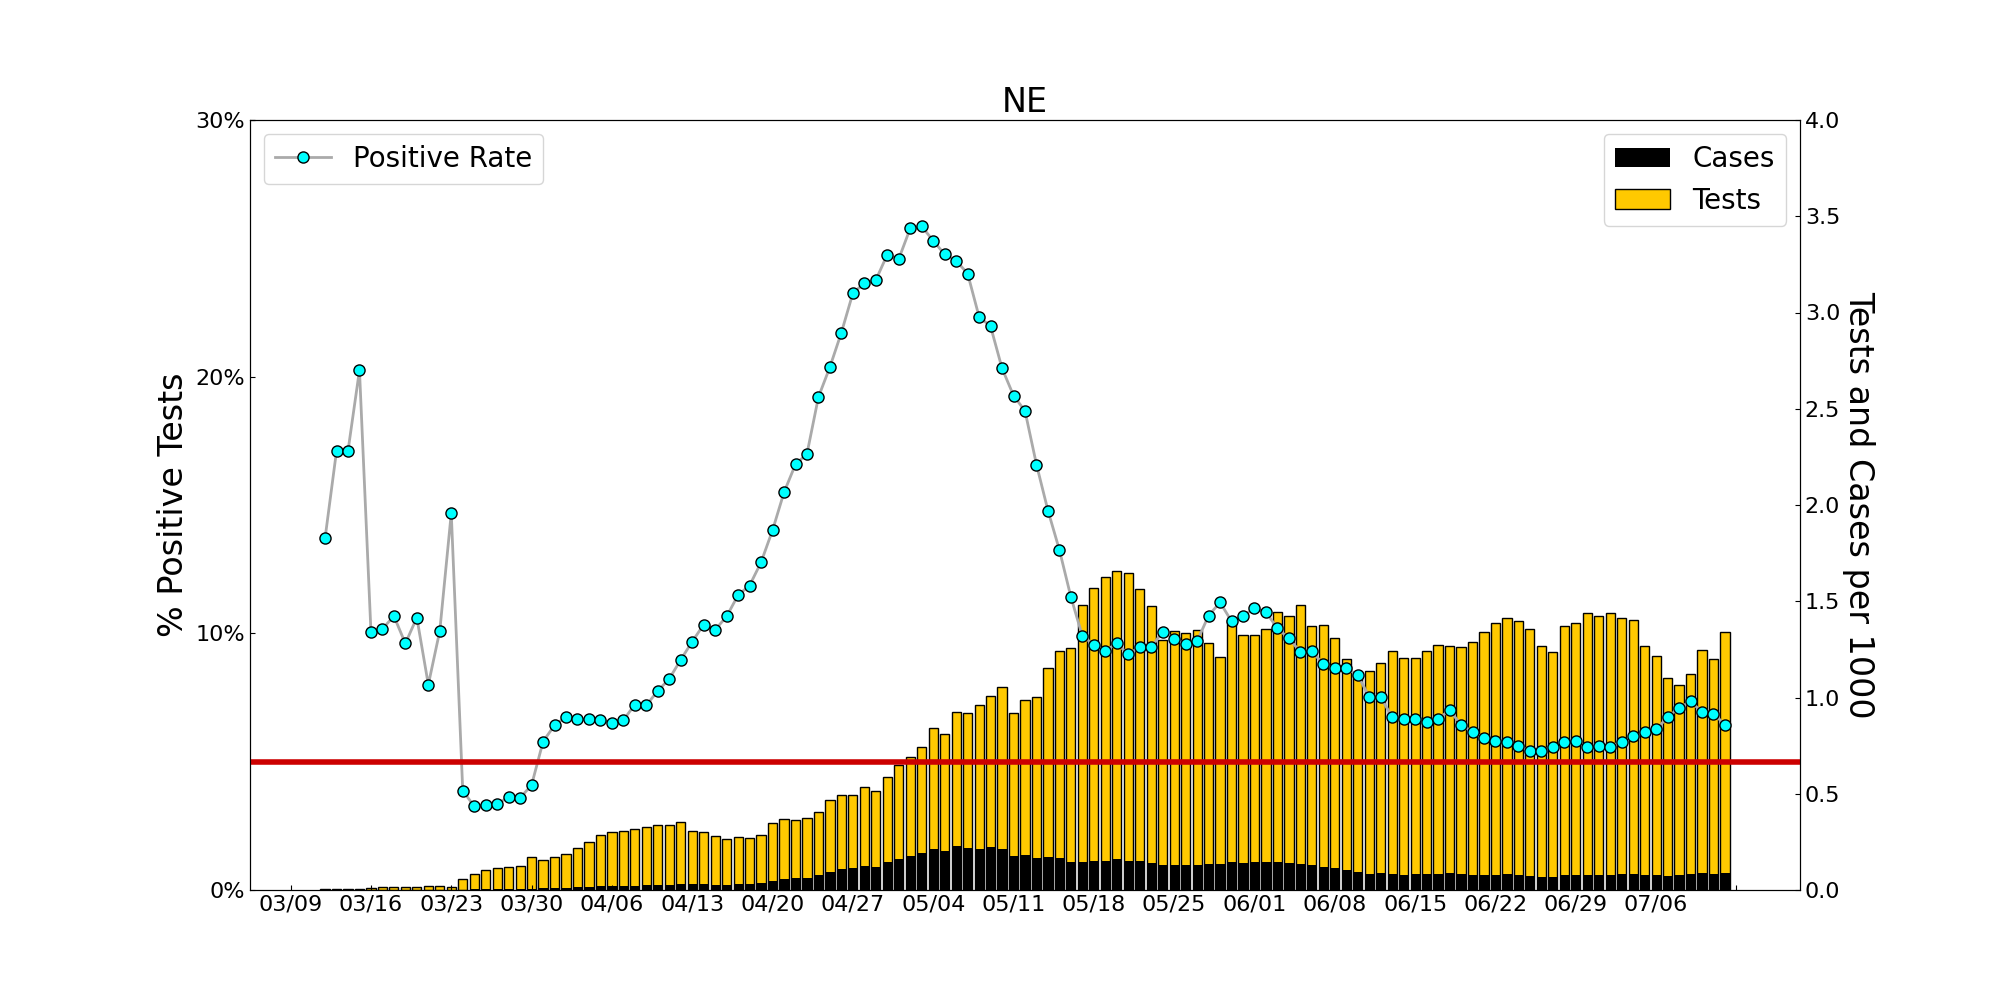 NE
30%
20%
10%
0%
% Positive Tests
Positive Rate
Cases
Tests
4.0
3.5
3.0
2.5
2.0
1.5
1.0
0.5
0.0
Tests and Cases per 1000
03/09 03/16 03/23 03/30 04/06 04/13 04/20 04/27 05/04 05/11 05/18 05/25 06/01 06/08 06/15 06/22 06/29 07/06